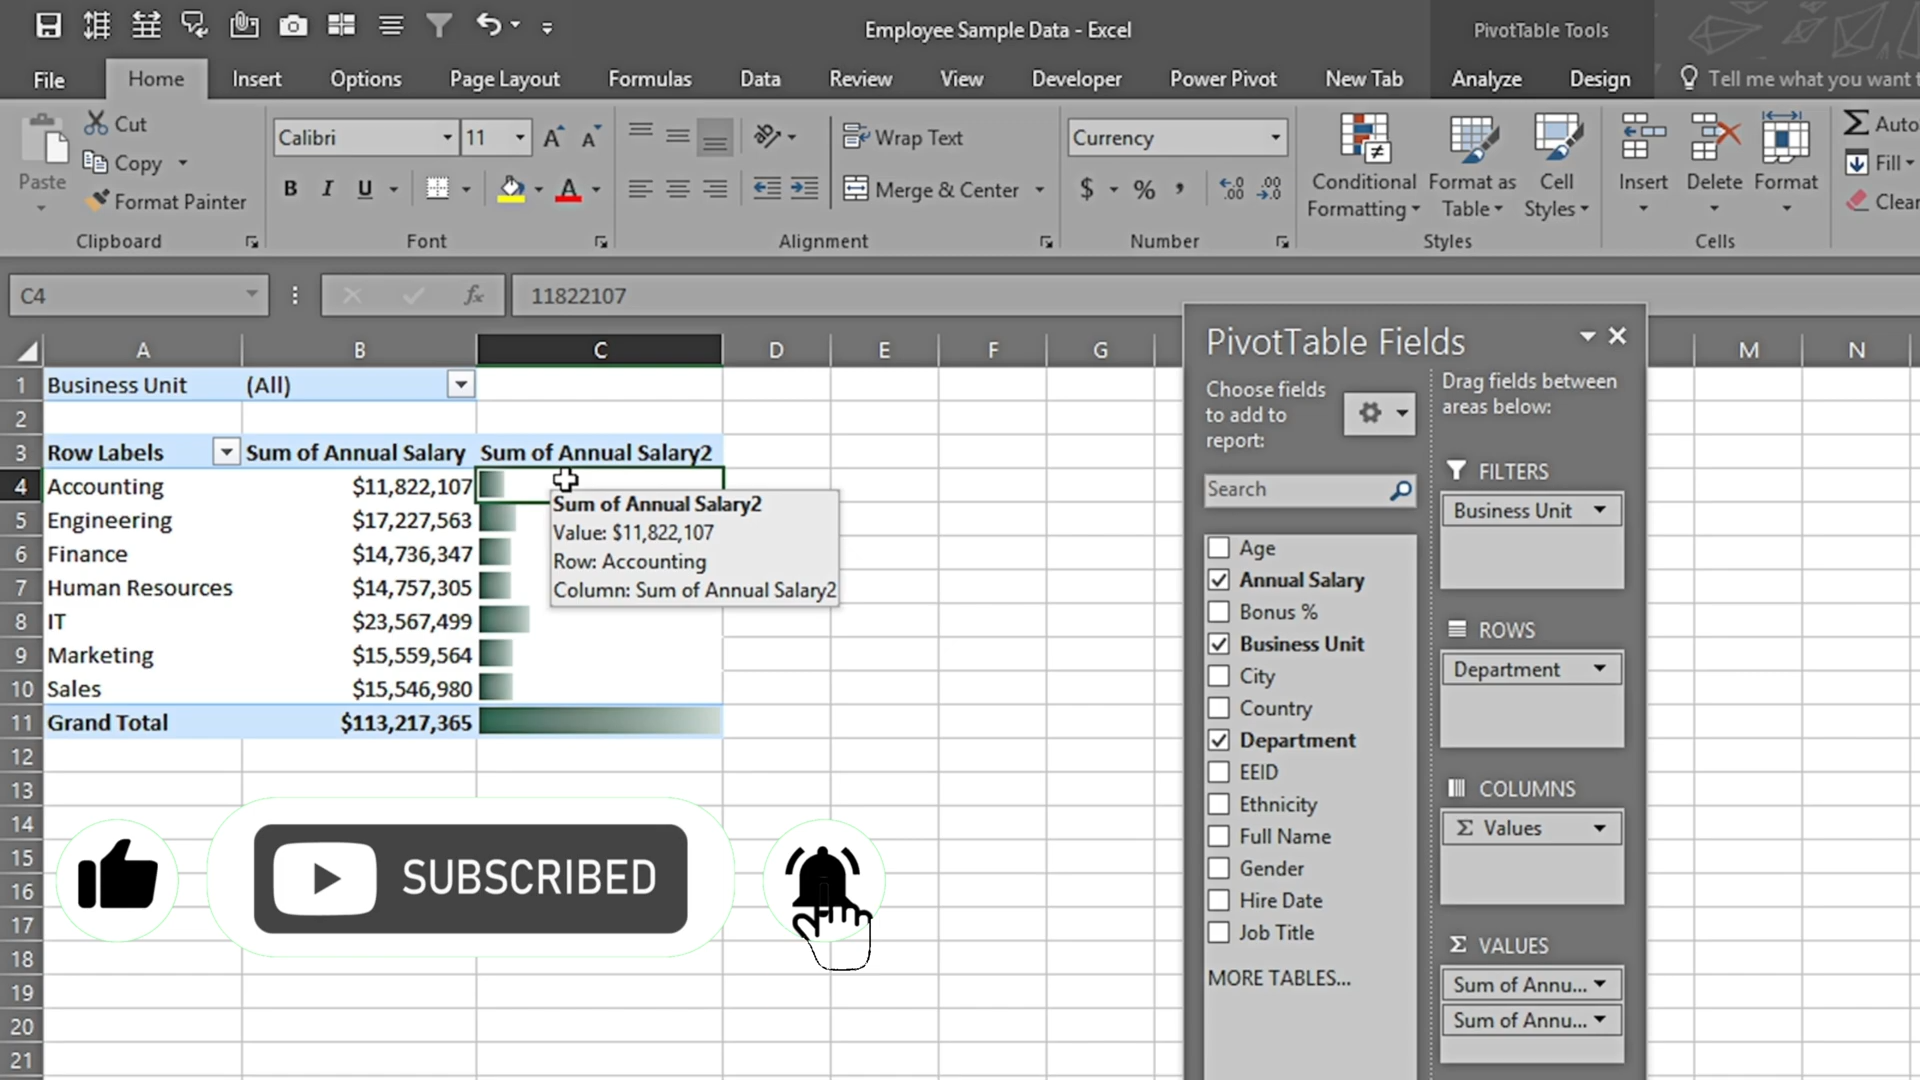 Employee Sample Data - Excel
PivotTable Tools
File Home Insert Options Page Layout Formulas Data Review View Developer Power Pivot New Tab Analyze Design Tell me what you want t
Paste
Cut
Copy
Format Painter
Clipboard
Calibri 11
B I U
Font
Wrap Text
Merge & Center
Alignment
Currency
$ % ,
Number
Conditional Formatting
Format as Table
Cell Styles
Styles
Insert Delete Format
Cells
Σ Auto
Fill
Clear
C4 fx 11822107
A B C D E F G M N
1 Business Unit (All)
2
3 Row Labels Sum of Annual Salary Sum of Annual Salary2
4 Accounting $11,822,107
5 Engineering $17,227,563
6 Finance $14,736,347
7 Human Resources $14,757,305
8 IT $23,567,499
9 Marketing $15,559,564
10 Sales $15,546,980
11 Grand Total $113,217,365
12
13
14
15
16
17
18
19
20
21
Sum of Annual Salary2
Value: $11,822,107
Row: Accounting
Column: Sum of Annual Salary2
SUBSCRIBED
PivotTable Fields
Choose fields
to add to
report:
Search
Age
Annual Salary
Bonus %
Business Unit
City
Country
Department
EEID
Ethnicity
Full Name
Gender
Hire Date
Job Title
MORE TABLES...
Drag fields between
areas below:
FILTERS
Business Unit
ROWS
Department
COLUMNS
Σ Values
Σ VALUES
Sum of Annu...
Sum of Annu...